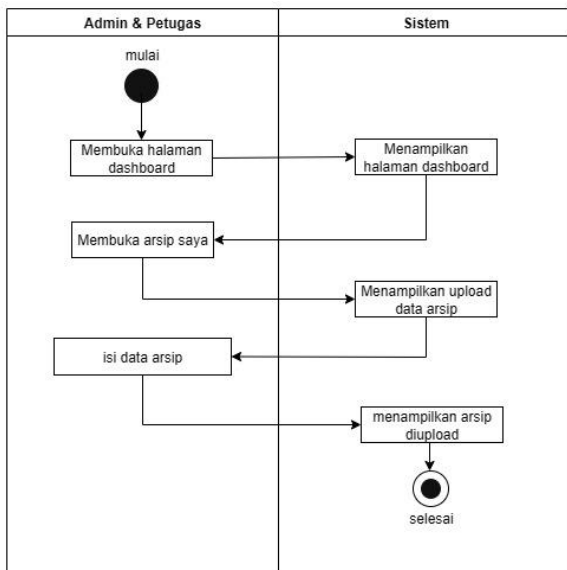 Admin & Petugas
Sistem
mulai
Membuka halaman
dashboard
Menampilkan
halaman dashboard
Membuka arsip saya
Menampilkan upload
data arsip
isi data arsip
menampilkan arsip
diupload
selesai